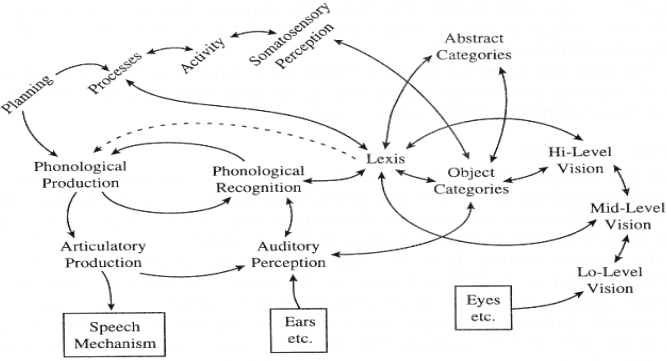 Planning
Processes
Activity
Somatosensory
Perception
Abstract
Categories
Phonological
Production
Phonological
Recognition
Lexis
Object
Categories
Hi-Level
Vision
Mid-Level
Vision
Articulatory
Production
Auditory
Perception
Lo-Level
Vision
Speech
Mechanism
Ears
etc.
Eyes
etc.